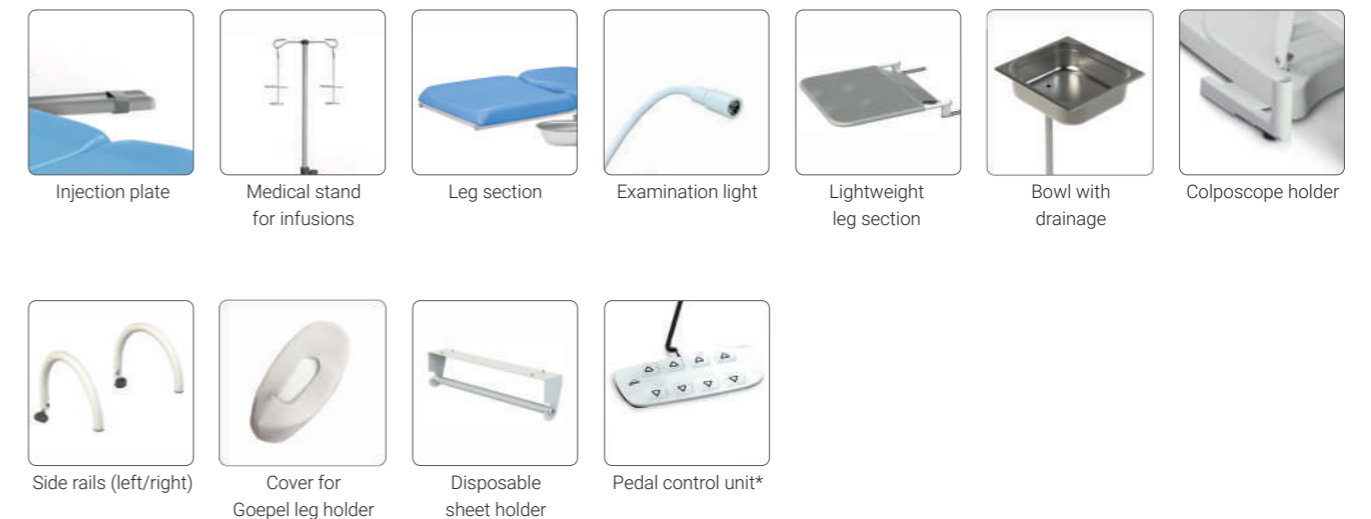 Injection plate
Medical stand
for infusions
Leg section
Examination light
Lightweight
leg section
Bowl with
drainage
Colposcope holder
Side rails (left/right)
Cover for
Goepel leg holder
Disposable
sheet holder
Pedal control unit*